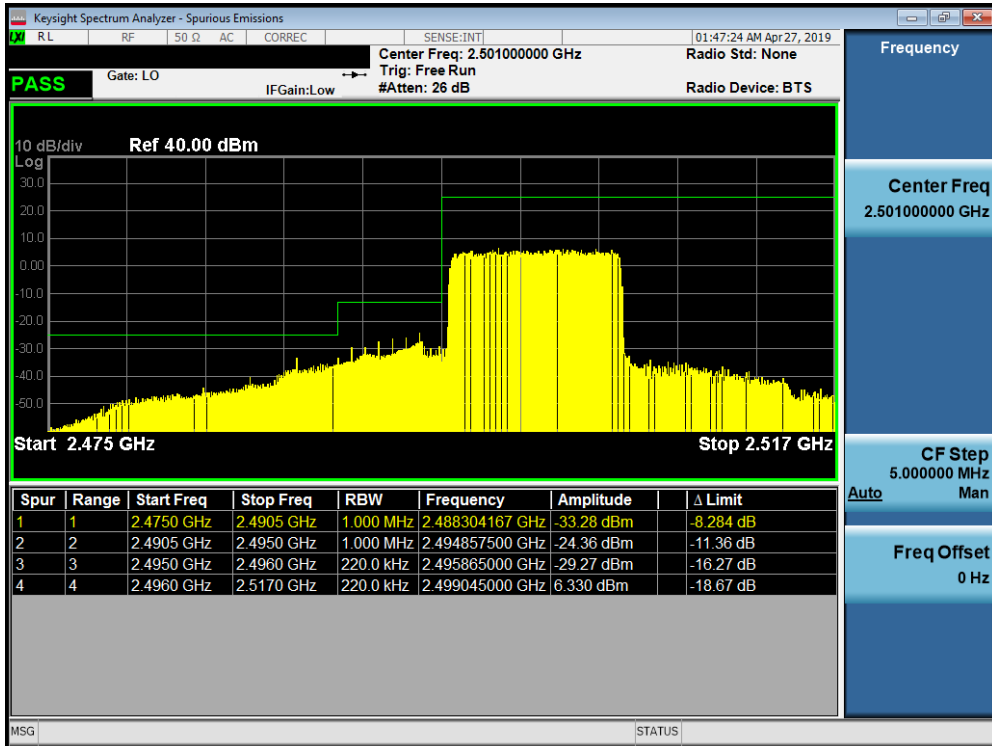 Keysight Spectrum Analyzer - Spurious Emissions
LXI RL RF 50 Ω AC CORREC SENSE:INT 01:47:24 AM Apr 27, 2019
Center Freq: 2.501000000 GHz Radio Std: None
Gate: LO Trig: Free Run
PASS IFGain:Low #Atten: 26 dB Radio Device: BTS
10 dB/div Ref 40.00 dBm
Log
30.0
20.0
10.0
0.00
-10.0
-20.0
-30.0
-40.0
-50.0
Start 2.475 GHz Stop 2.517 GHz
Spur Range Start Freq Stop Freq RBW Frequency Amplitude Δ Limit
1 1 2.4750 GHz 2.4905 GHz 1.000 MHz 2.488304167 GHz -33.28 dBm -8.284 dB
2 2 2.4905 GHz 2.4950 GHz 1.000 MHz 2.494857500 GHz -24.36 dBm -11.36 dB
3 3 2.4950 GHz 2.4960 GHz 220.0 kHz 2.495865000 GHz -29.27 dBm -16.27 dB
4 4 2.4960 GHz 2.5170 GHz 220.0 kHz 2.499045000 GHz 6.330 dBm -18.67 dB
Frequency
Center Freq
2.501000000 GHz
CF Step
5.000000 MHz
Auto Man
Freq Offset
0 Hz
MSG STATUS